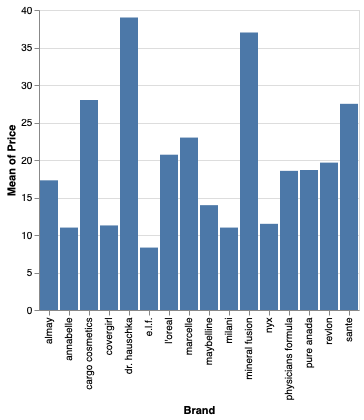 40
35
30
25
20
15
10
5
0
Mean of Price
almay
annabelle
cargo cosmetics
covergirl
dr. hauschka
e.l.f.
l'oreal
marcelle
maybelline
milani
mineral fusion
nyx
physicians formula
pure anada
revlon
sante
Brand